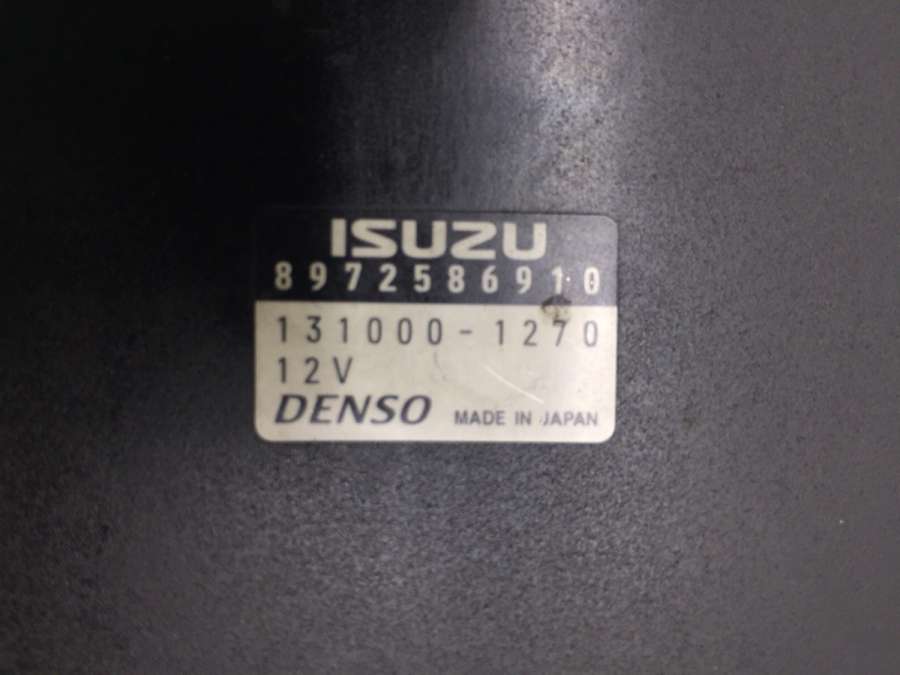 ISUZU
8972586910
131000-1270
12V
DENSO MADE IN JAPAN